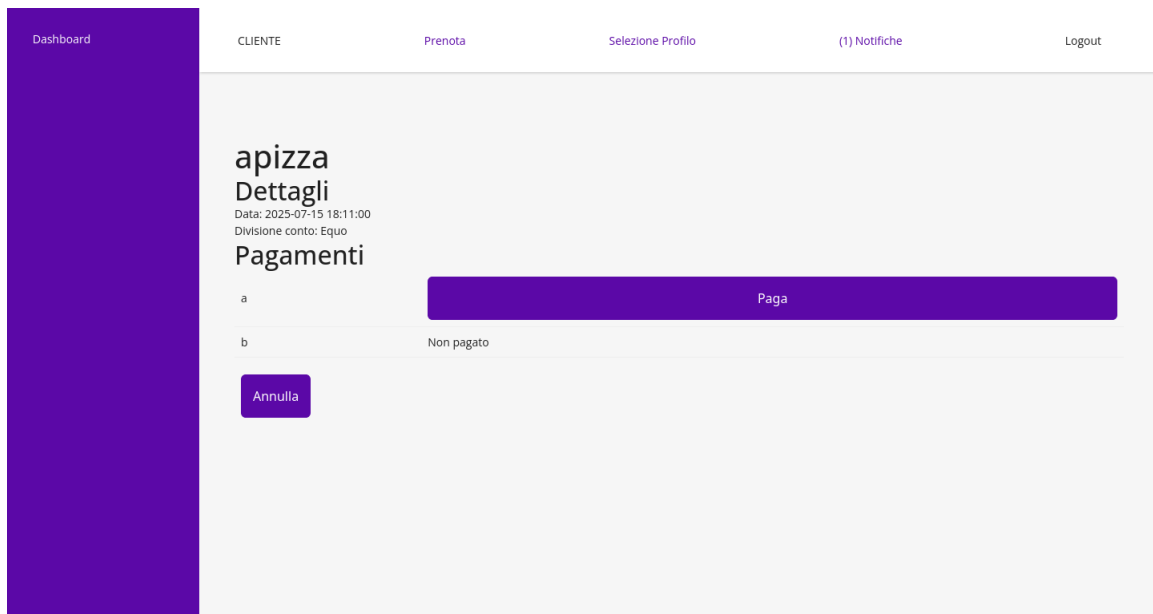 Dashboard
CLIENTE
Prenota
Selezione Profilo
(1) Notifiche
Logout
apizza
Dettagli
Data: 2025-07-15 18:11:00
Divisione conto: Equo
Pagamenti
a
Paga
b
Non pagato
Annulla